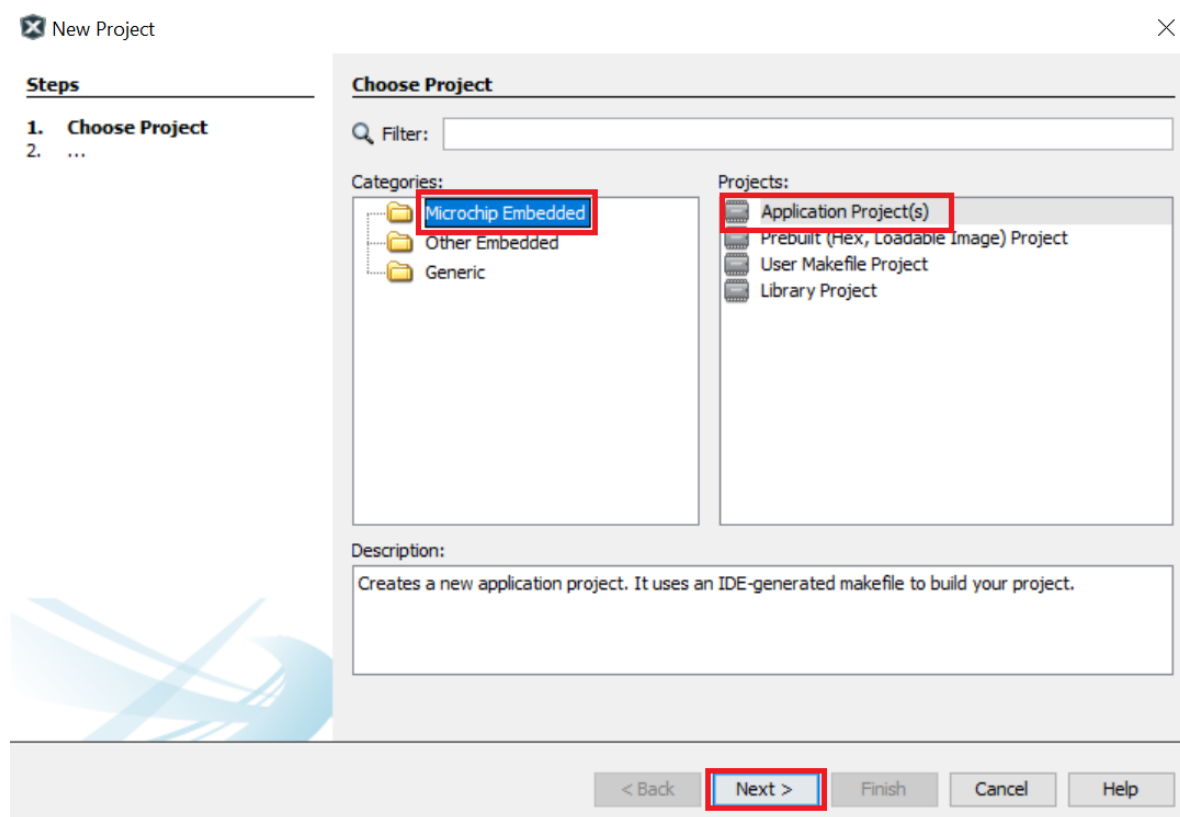 New Project
Steps
1. Choose Project
2. ...
Choose Project
Filter:
Categories:
Microchip Embedded
Other Embedded
Generic
Projects:
Application Project(s)
Prebuilt (Hex, Loadable Image) Project
User Makefile Project
Library Project
Description:
Creates a new application project. It uses an IDE-generated makefile to build your project.
< Back
Next >
Finish
Cancel
Help